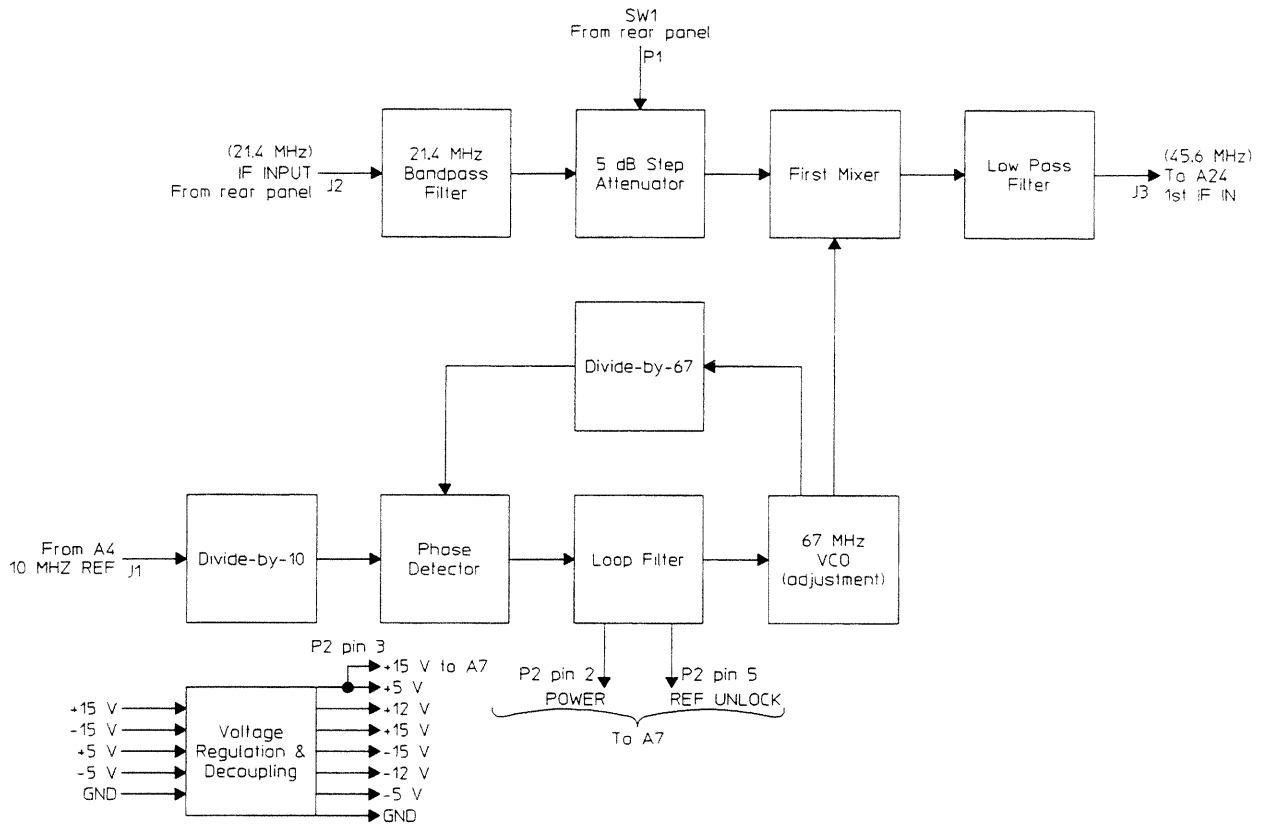 SW1
From rear panel
P1
(21.4 MHz)
IF INPUT
From rear panel
J2
21.4 MHz
Bandpass
Filter
5 dB Step
Attenuator
First Mixer
Low Pass
Filter
(45.6 MHz)
To A24
1st IF IN
J3
Divide-by-67
From A4
10 MHZ REF
J1
Divide-by-10
Phase
Detector
Loop Filter
67 MHz
VCO
(adjustment)
P2 pin 2
POWER
P2 pin 5
REF UNLOCK
To A7
P2 pin 3
+15 V to A7
+5 V
+12 V
+15 V
-15 V
-12 V
-5 V
GND
+15 V
-15 V
+5 V
-5 V
GND
Voltage
Regulation &
Decoupling